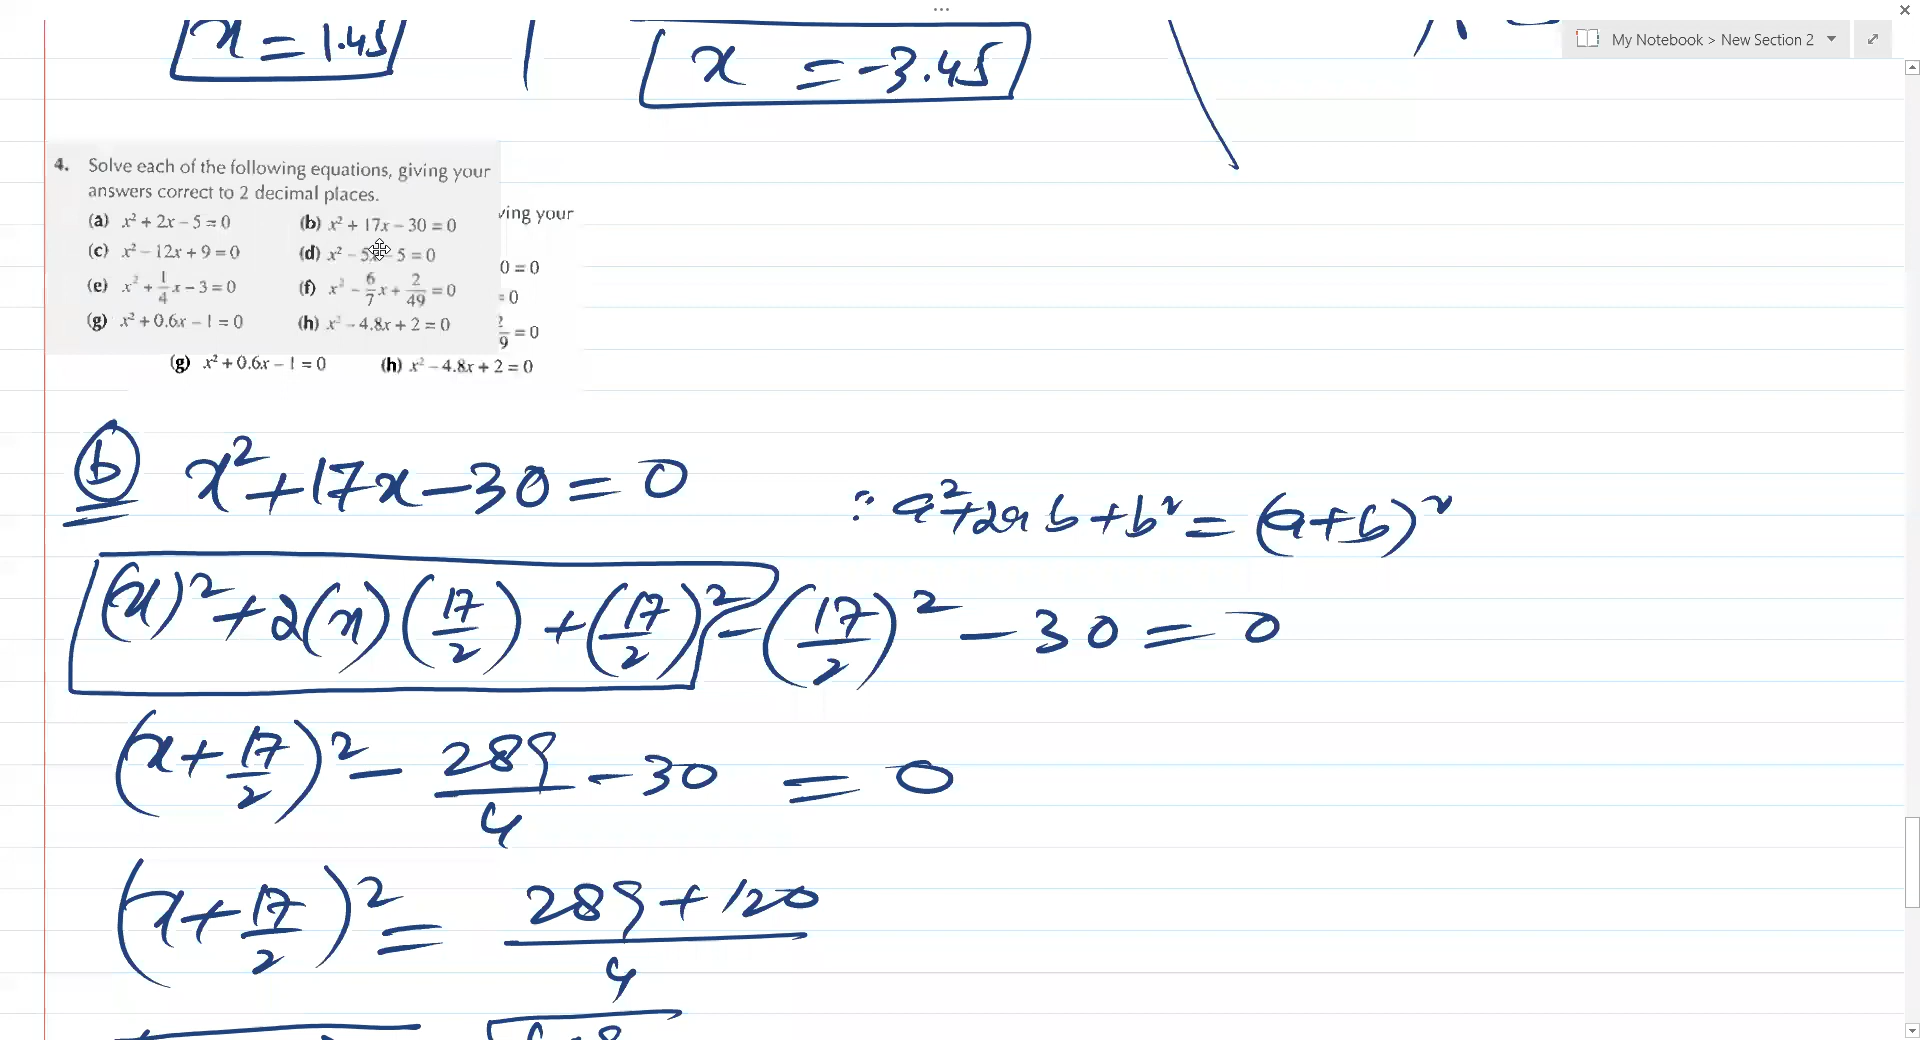 x = 1.45
x = -3.45
My Notebook > New Section 2
4. Solve each of the following equations, giving your
answers correct to 2 decimal places.
(a) x² + 2x − 5 = 0 (b) x² + 17x − 30 = 0
(c) x² − 12x + 9 = 0 (d) x² − 5x − 5 = 0
(e) x² + 1/4 x − 3 = 0 (f) x² − 6/7 x + 2/49 = 0
(g) x² + 0.6x − 1 = 0 (h) x² − 4.8x + 2 = 0
ving your
0 = 0
= 0
2/9 = 0
(g) x² + 0.6x − 1 = 0 (h) x² − 4.8x + 2 = 0
(b) x² + 17x − 30 = 0
∵ a² + 2ab + b² = (a+b)²
(x)² + 2(x)(17/2) + (17/2)² − (17/2)² − 30 = 0
(x + 17/2)² − 289/4 − 30 = 0
(x + 17/2)² = 289 + 120 / 4